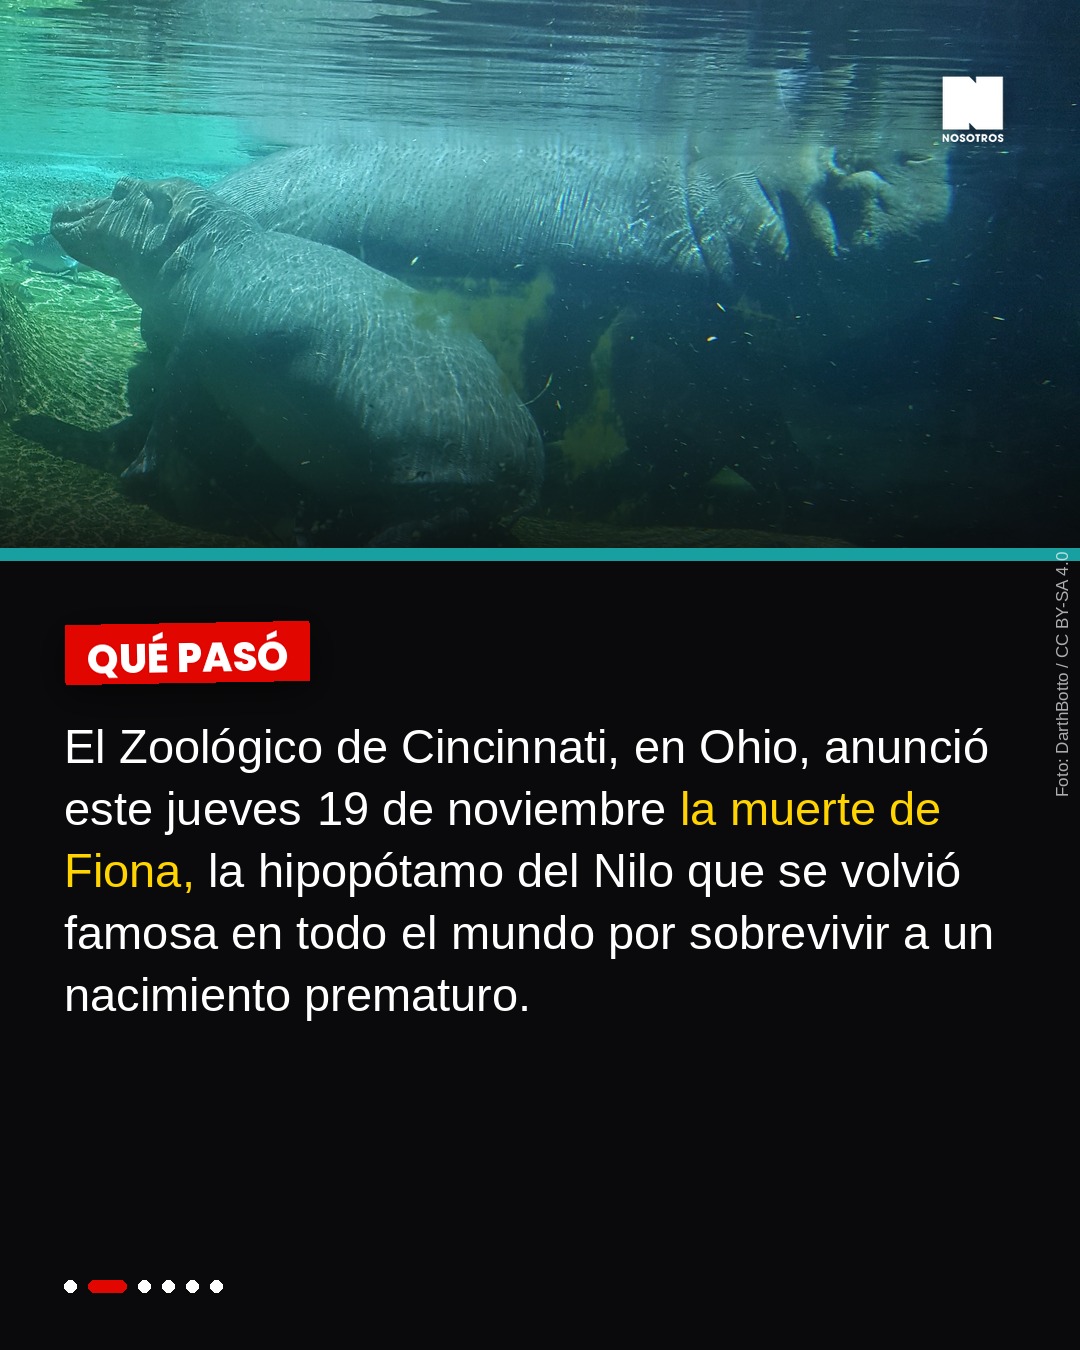 NOSOTROS
Foto: DarthBotto / CC BY-SA 4.0
QUÉ PASÓ
El Zoológico de Cincinnati, en Ohio, anunció
este jueves 19 de noviembre la muerte de
Fiona, la hipopótamo del Nilo que se volvió
famosa en todo el mundo por sobrevivir a un
nacimiento prematuro.